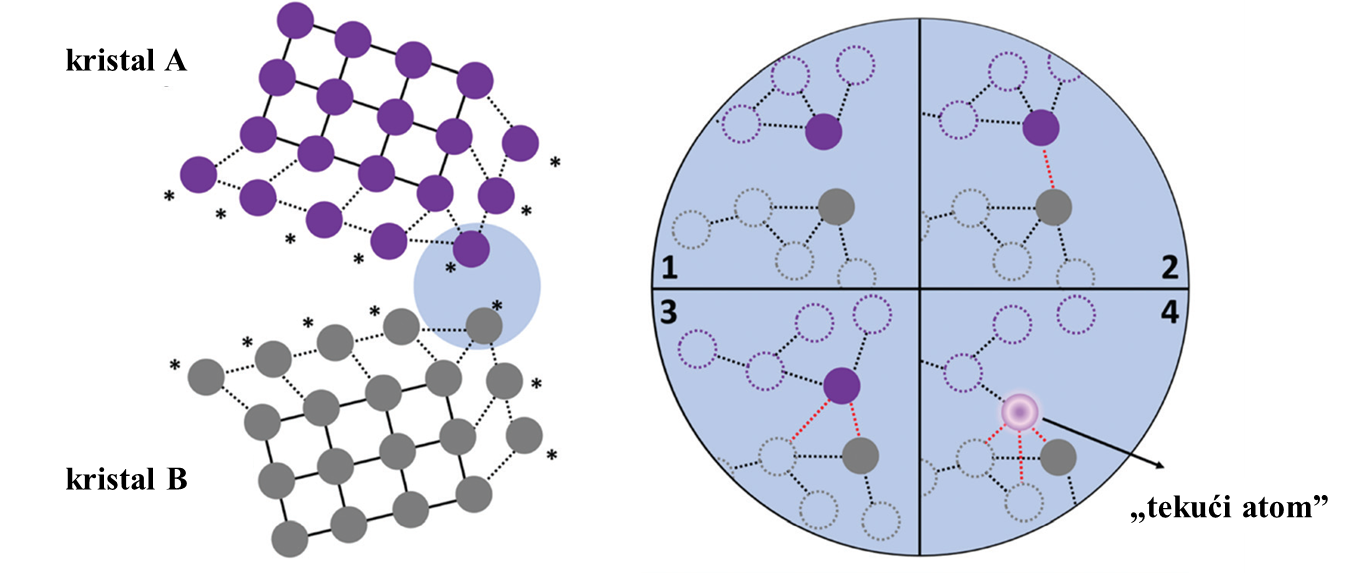 kristal A
* * * * * * * *
* * * * * * * *
kristal B
1
2
3
4
„tekući atom”